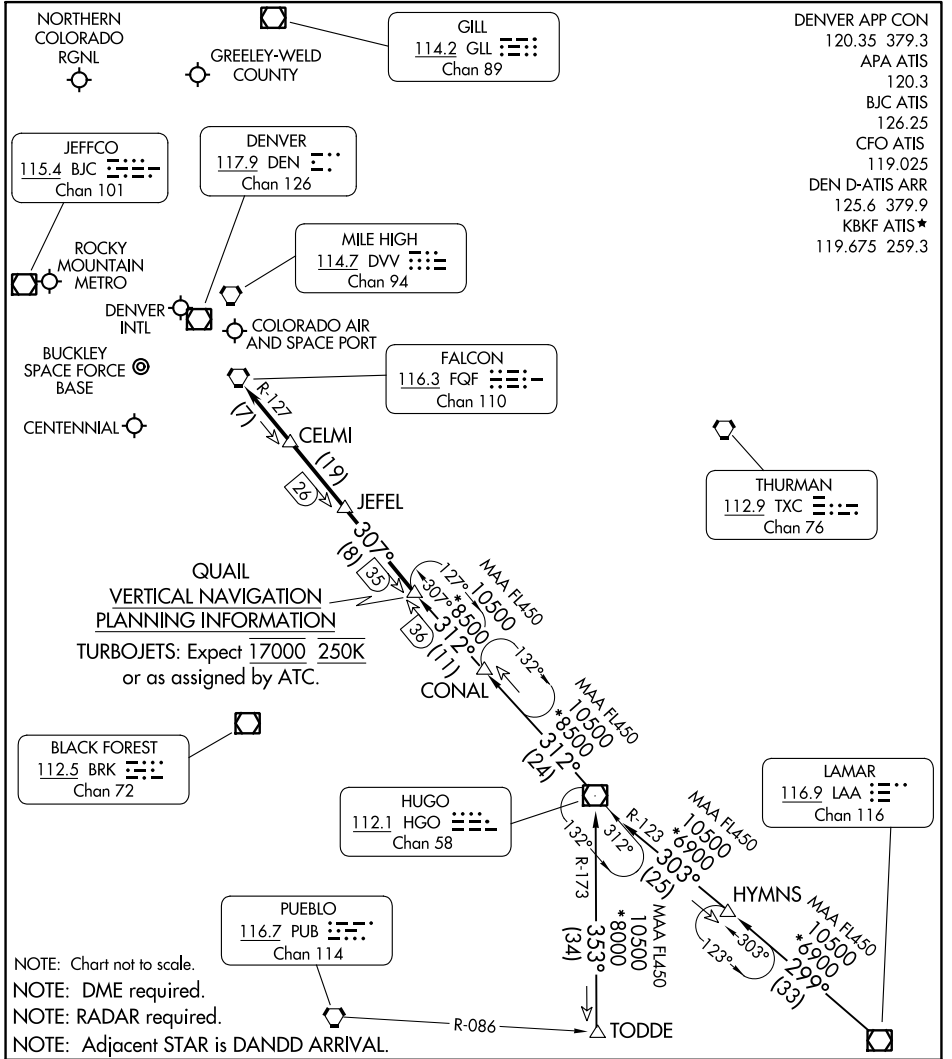 NORTHERN
COLORADO
RGNL
GREELEY-WELD
COUNTY
GILL
114.2 GLL
Chan 89
DENVER APP CON
120.35 379.3
APA ATIS
120.3
BJC ATIS
126.25
CFO ATIS
119.025
DEN D-ATIS ARR
125.6 379.9
KBKF ATIS★
119.675 259.3
JEFFCO
115.4 BJC
Chan 101
DENVER
117.9 DEN
Chan 126
MILE HIGH
114.7 DVV
Chan 94
ROCKY
MOUNTAIN
METRO
DENVER
INTL
COLORADO AIR
AND SPACE PORT
BUCKLEY
SPACE FORCE
BASE
FALCON
116.3 FQF
Chan 110
CENTENNIAL
R-127
(7)
CELMI
(19)
26
JEFEL
THURMAN
112.9 TXC
Chan 76
307°
(8)
35
QUAIL
VERTICAL NAVIGATION
PLANNING INFORMATION
TURBOJETS: Expect 17000 250K
or as assigned by ATC.
127°
307°
MAA FL450
10500
*8500
312°
(11)
36
CONAL
132°
MAA FL450
10500
*8500
312°
(24)
BLACK FOREST
112.5 BRK
Chan 72
HUGO
112.1 HGO
Chan 58
LAMAR
116.9 LAA
Chan 116
132°
312°
R-123
MAA FL450
10500
*6900
303°
(25)
HYMNS
303°
123°
MAA FL450
10500
*6900
299°
(33)
R-173
MAA FL450
10500
*8000
353°
(34)
PUEBLO
116.7 PUB
Chan 114
R-086
TODDE
NOTE: Chart not to scale.
NOTE: DME required.
NOTE: RADAR required.
NOTE: Adjacent STAR is DANDD ARRIVAL.